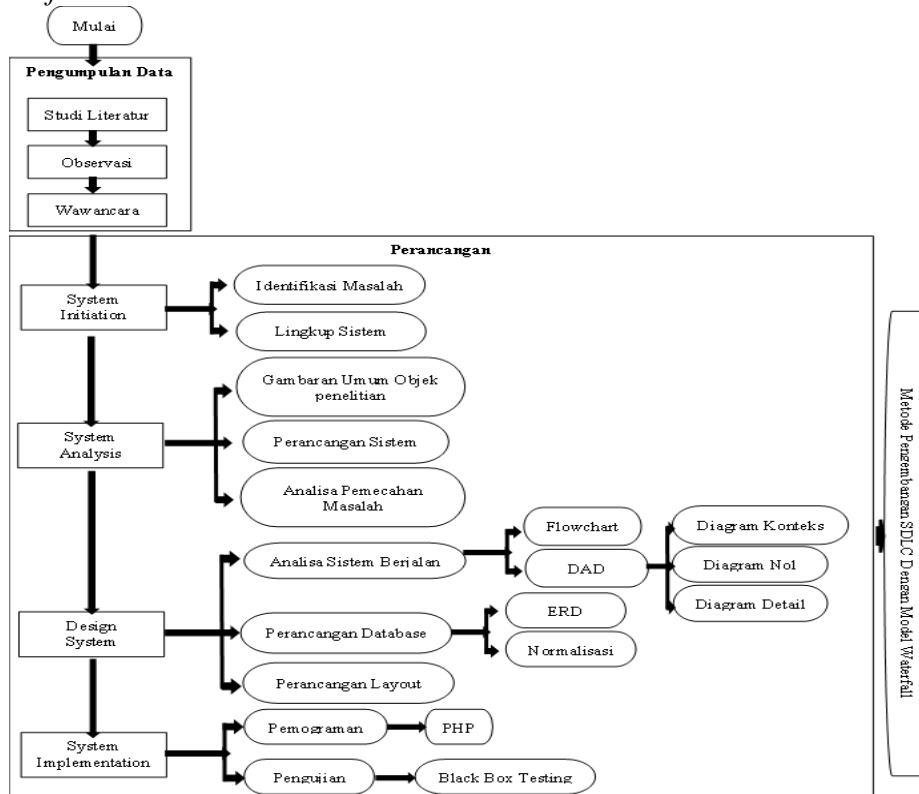 Mulai
Pengumpulan Data
Studi Literatur
Observasi
Wawancara
Perancangan
System
Initiation
Identifikasi Masalah
Lingkup Sistem
System
Analysis
Gambaran Umum Objek
penelitian
Perancangan Sistem
Analisa Pemecahan
Masalah
Design
System
Analisa Sistem Berjalan
Flowchart
DAD
Diagram Konteks
Diagram Nol
Diagram Detail
Perancangan Database
ERD
Normalisasi
Perancangan Layout
System
Implementation
Pemograman
PHP
Pengujian
Black Box Testing
Metode Pengembangan SDLC Dengan Model Waterfall